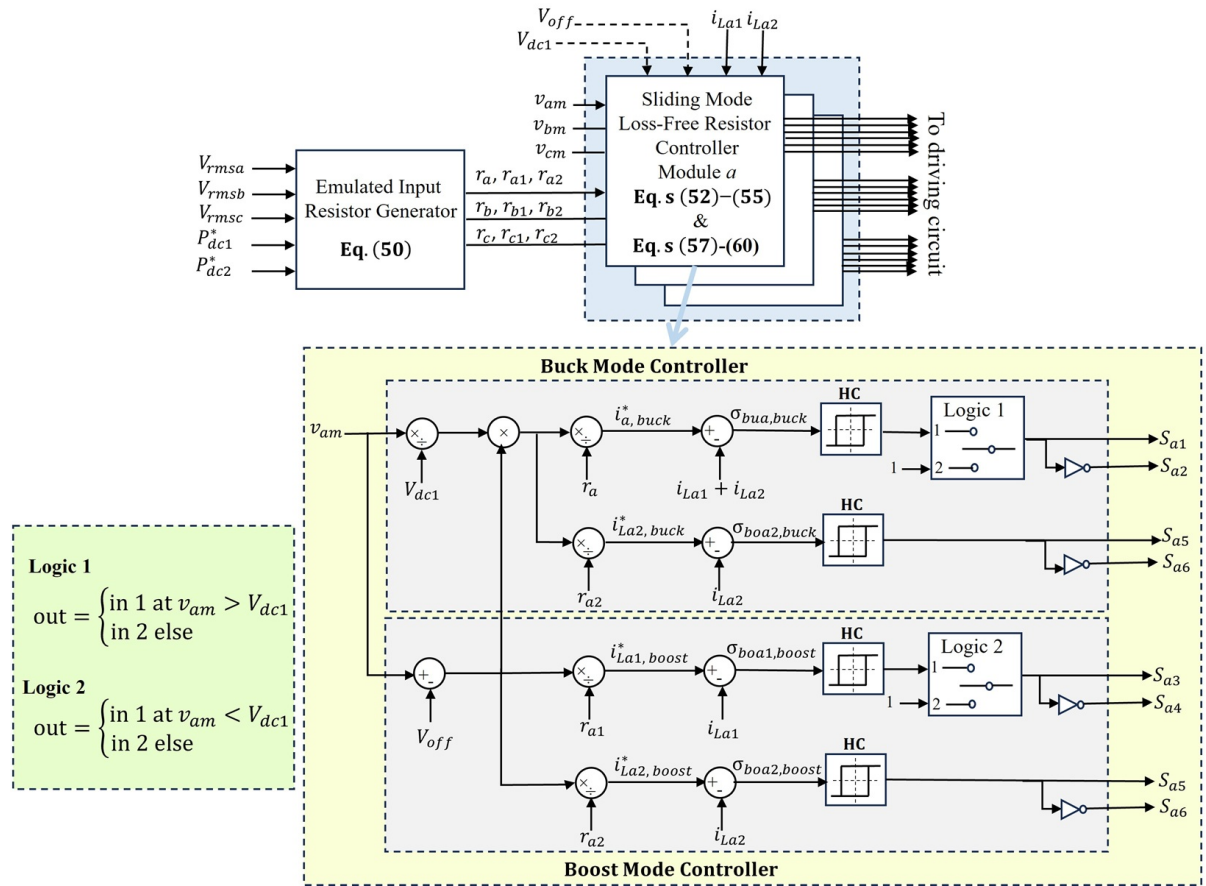 V_off
V_dc1
i_La1 i_La2
v_am
v_bm
v_cm
Sliding Mode
Loss-Free Resistor
Controller
Module a
Eq. s (52)−(55)
&
Eq. s (57)-(60)
To driving circuit
V_rmsa
V_rmsb
V_rmsc
P*_dc1
P*_dc2
Emulated Input
Resistor Generator
Eq. (50)
r_a, r_a1, r_a2
r_b, r_b1, r_b2
r_c, r_c1, r_c2
Buck Mode Controller
v_am
×
÷
V_dc1
×
×
÷
r_a
i*_a,buck
+
-
i_La1 + i_La2
σ_bua,buck
HC
1
1
2
Logic 1
S_a1
S_a2
×
÷
r_a2
i*_La2,buck
+
-
i_La2
σ_boa2,buck
HC
S_a5
S_a6
+
-
V_off
×
÷
r_a1
i*_La1,boost
+
-
i_La1
σ_boa1,boost
HC
1
1
2
Logic 2
S_a3
S_a4
×
÷
r_a2
i*_La2,boost
+
-
i_La2
σ_boa2,boost
HC
S_a5
S_a6
Boost Mode Controller
Logic 1
out = { in 1 at v_am > V_dc1
in 2 else
Logic 2
out = { in 1 at v_am < V_dc1
in 2 else